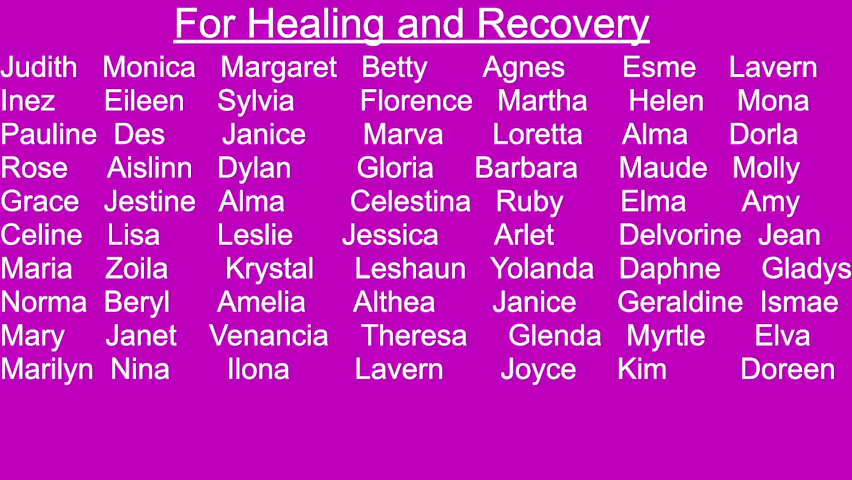 For Healing and Recovery
Judith Monica Margaret Betty Agnes Esme Lavern
Inez Eileen Sylvia Florence Martha Helen Mona
Pauline Des Janice Marva Loretta Alma Dorla
Rose Aislinn Dylan Gloria Barbara Maude Molly
Grace Jestine Alma Celestina Ruby Elma Amy
Celine Lisa Leslie Jessica Arlet Delvorine Jean
Maria Zoila Krystal Leshaun Yolanda Daphne Gladys
Norma Beryl Amelia Althea Janice Geraldine Ismae
Mary Janet Venancia Theresa Glenda Myrtle Elva
Marilyn Nina Ilona Lavern Joyce Kim Doreen